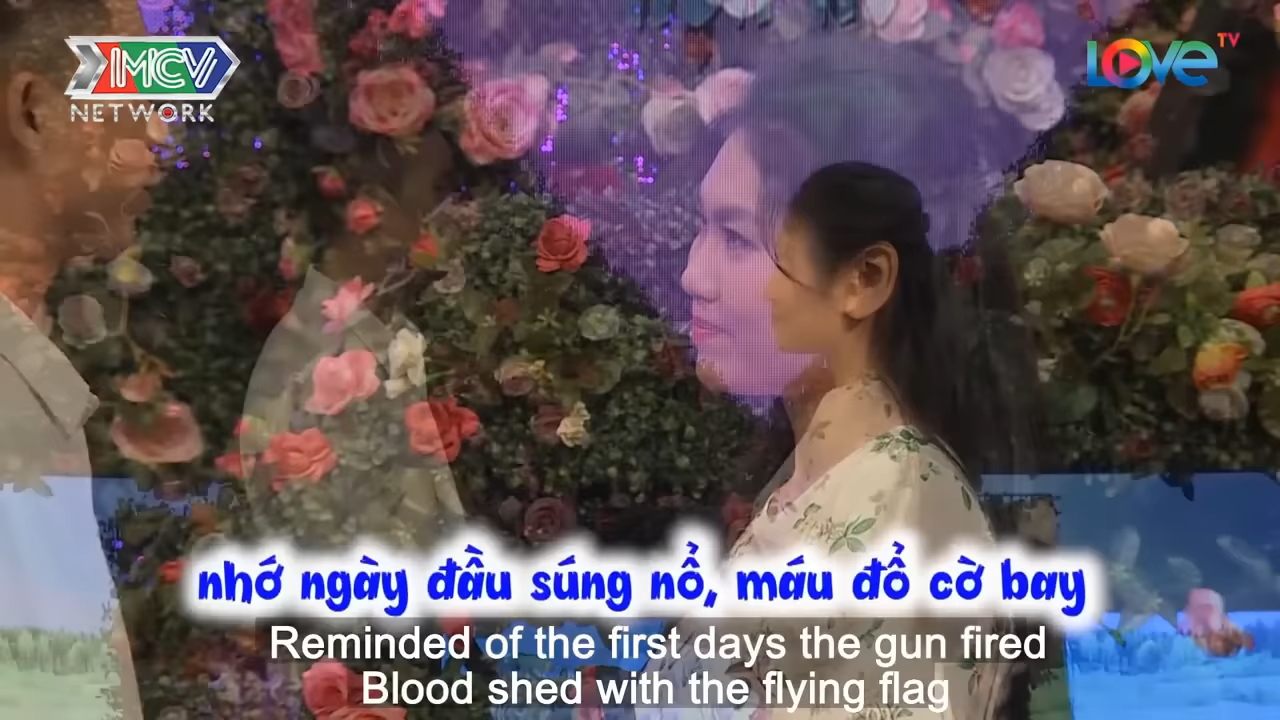 MCV
NETWORK
LOVE TV
nhớ ngày đầu súng nổ, máu đổ cờ bay
Reminded of the first days the gun fired
Blood shed with the flying flag